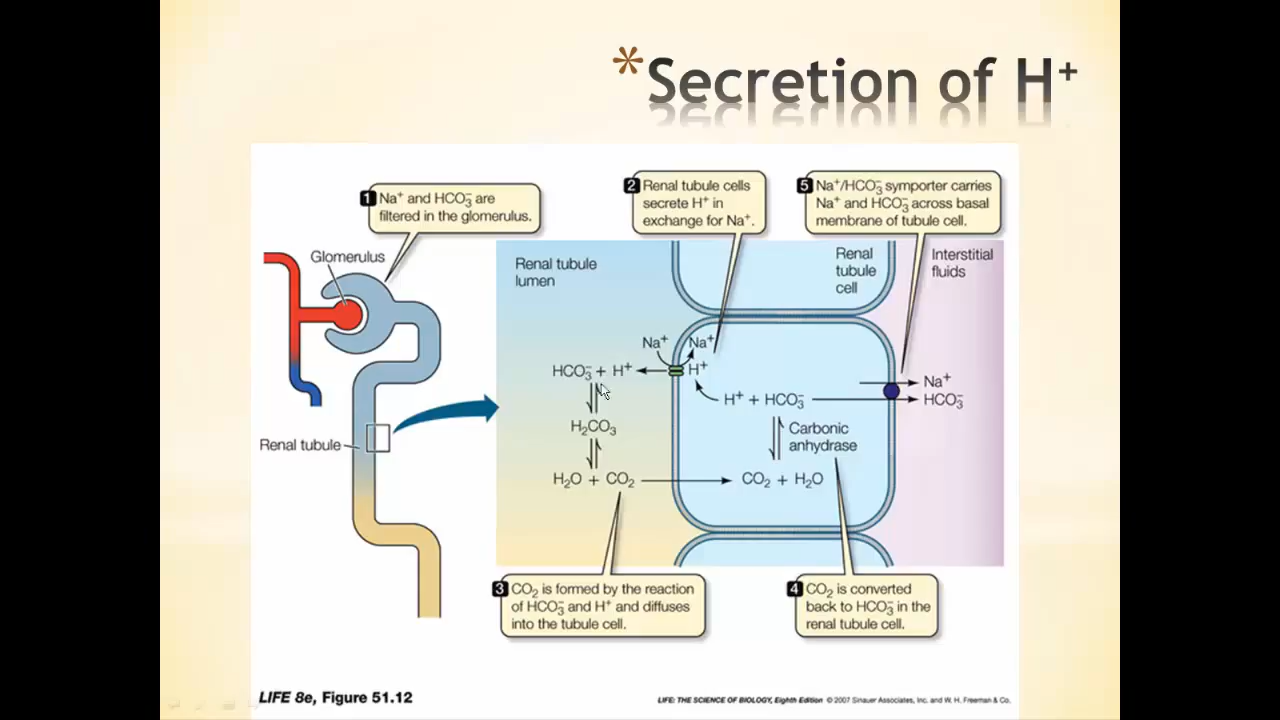 *Secretion of H⁺
1 Na⁺ and HCO₃⁻ are
filtered in the glomerulus.
2 Renal tubule cells
secrete H⁺ in
exchange for Na⁺.
5 Na⁺/HCO₃⁻ symporter carries
Na⁺ and HCO₃⁻ across basal
membrane of tubule cell.
Glomerulus
Renal tubule
Renal tubule
lumen
Renal
tubule
cell
Interstitial
fluids
Na⁺ Na⁺
HCO₃⁻ + H⁺ H⁺
H₂CO₃
H₂O + CO₂
H⁺ + HCO₃⁻
Carbonic
anhydrase
CO₂ + H₂O
Na⁺
HCO₃⁻
3 CO₂ is formed by the reaction
of HCO₃⁻ and H⁺ and diffuses
into the tubule cell.
4 CO₂ is converted
back to HCO₃⁻ in the
renal tubule cell.
LIFE 8e, Figure 51.12
LIFE: THE SCIENCE OF BIOLOGY, Eighth Edition © 2007 Sinauer Associates, Inc. and W. H. Freeman & Co.